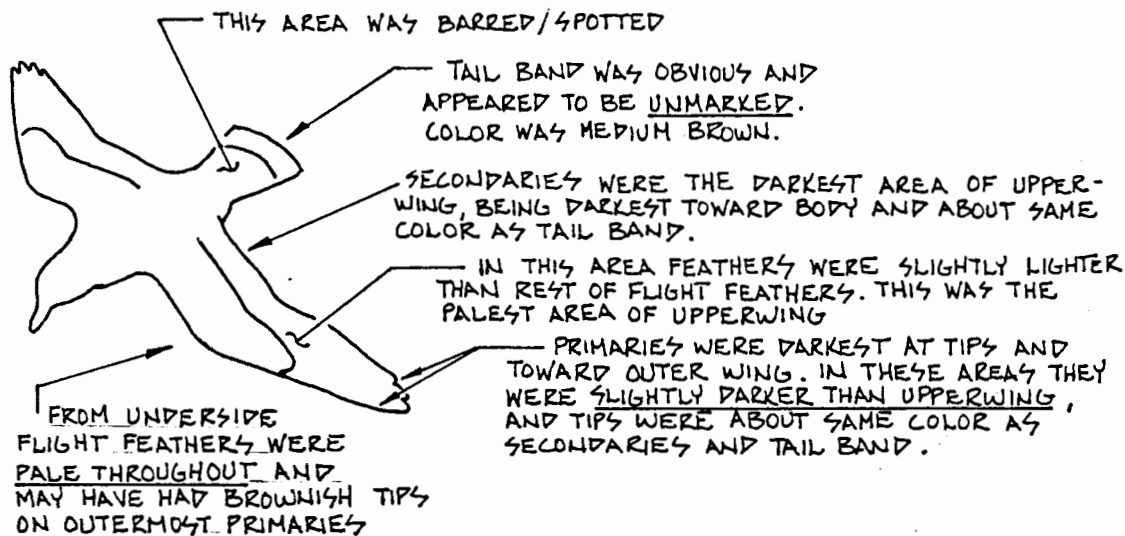 THIS AREA WAS BARRED/SPOTTED
TAIL BAND WAS OBVIOUS AND
APPEARED TO BE UNMARKED.
COLOR WAS MEDIUM BROWN.
SECONDARIES WERE THE DARKEST AREA OF UPPER-
WING, BEING DARKEST TOWARD BODY AND ABOUT SAME
COLOR AS TAIL BAND.
IN THIS AREA FEATHERS WERE SLIGHTLY LIGHTER
THAN REST OF FLIGHT FEATHERS. THIS WAS THE
PALEST AREA OF UPPERWING
PRIMARIES WERE DARKEST AT TIPS AND
TOWARD OUTER WING. IN THESE AREAS THEY
WERE SLIGHTLY DARKER THAN UPPERWING,
AND TIPS WERE ABOUT SAME COLOR AS
SECONDARIES AND TAIL BAND.
FROM UNDERSIDE
FLIGHT FEATHERS WERE
PALE THROUGHOUT AND
MAY HAVE HAD BROWNISH TIPS
ON OUTERMOST PRIMARIES